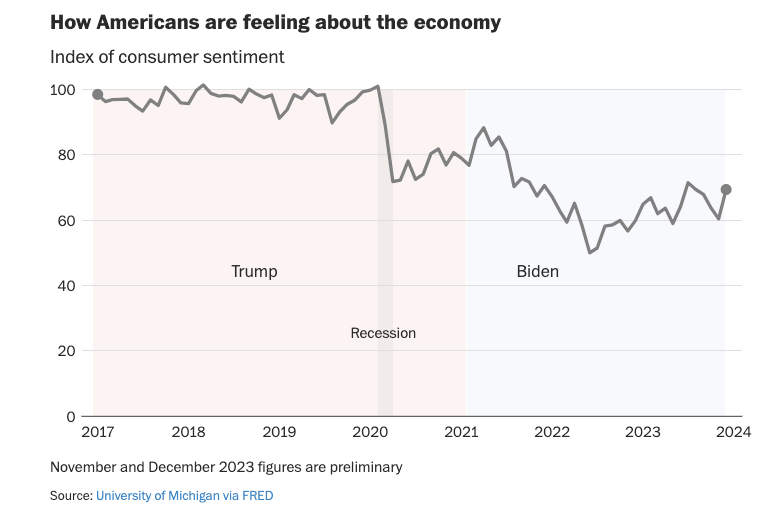 How Americans are feeling about the economy
Index of consumer sentiment
100
80
60
40
20
0
Trump
Biden
Recession
2017 2018 2019 2020 2021 2022 2023 2024
November and December 2023 figures are preliminary
Source: University of Michigan via FRED